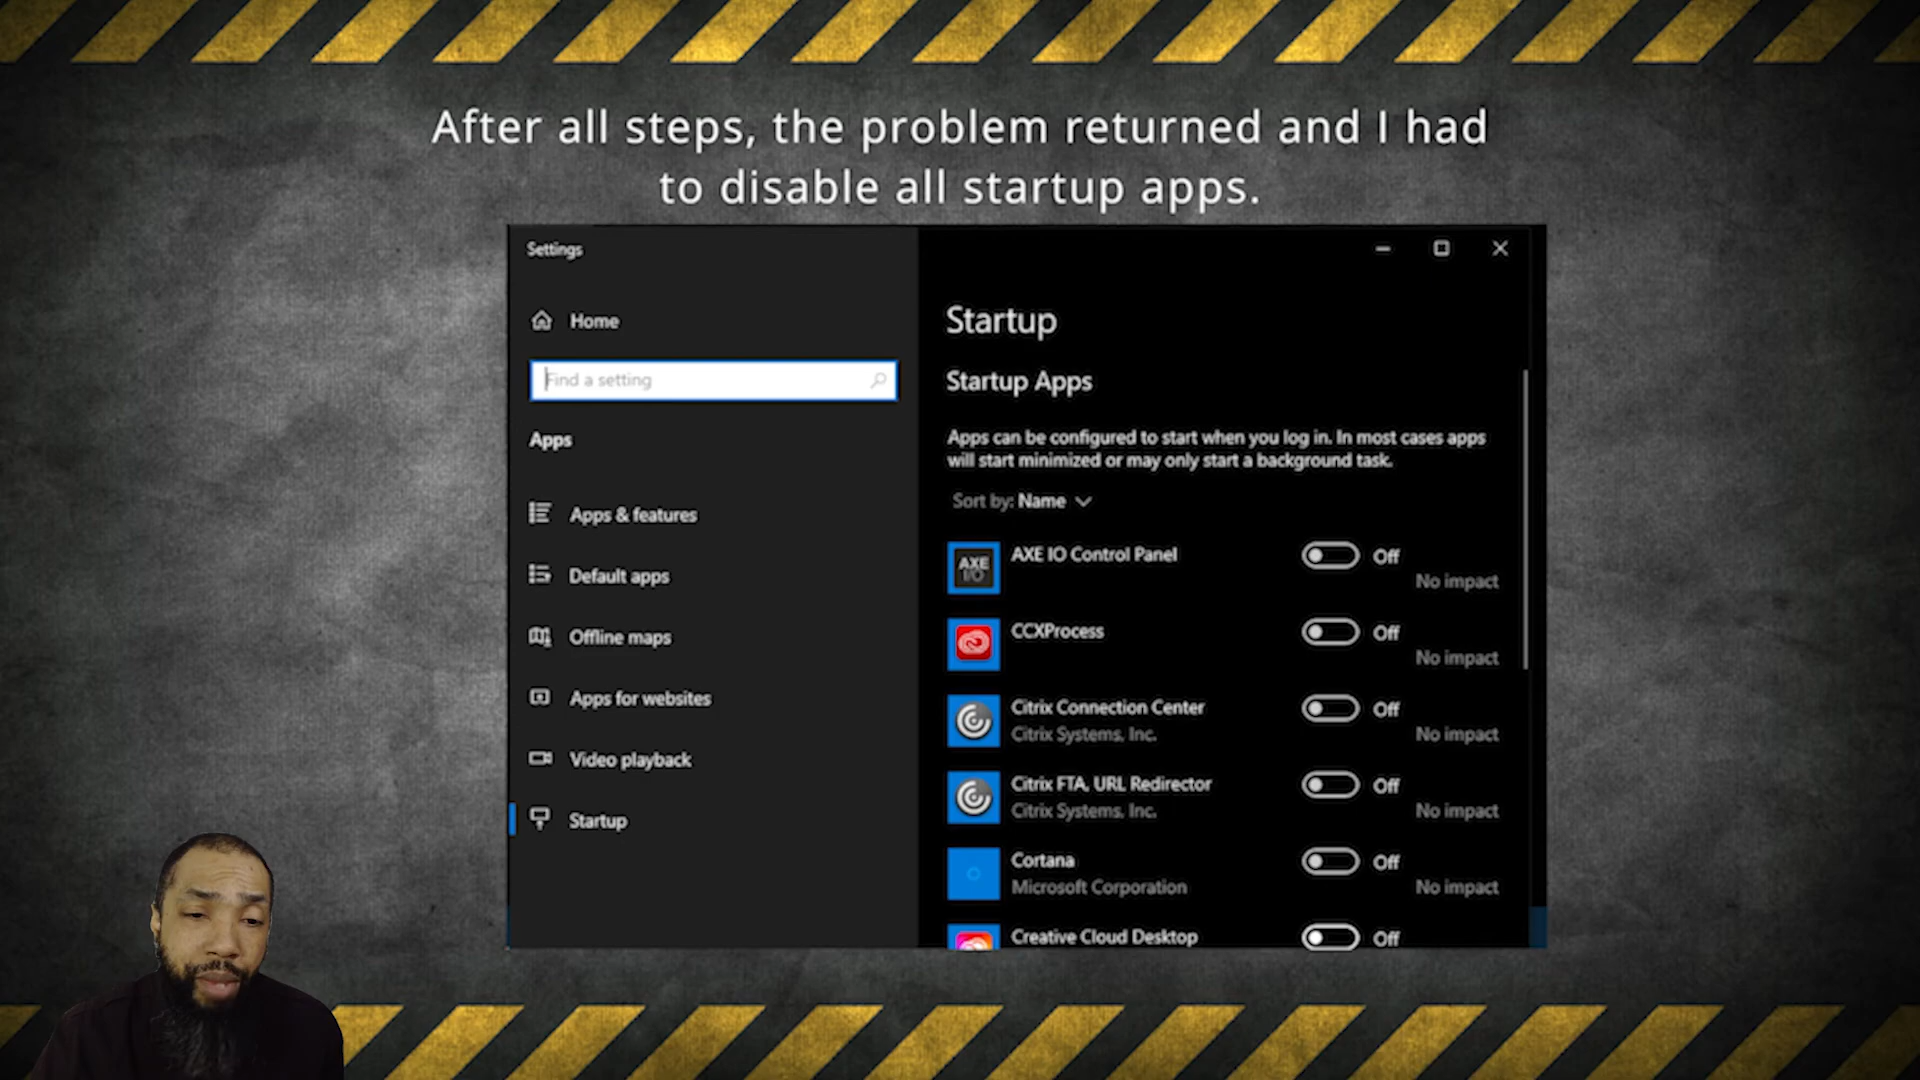 After all steps, the problem returned and I had
to disable all startup apps.
Settings
Home
Find a setting
Apps
Apps & features
Default apps
Offline maps
Apps for websites
Video playback
Startup
Startup
Startup Apps
Apps can be configured to start when you log in. In most cases apps
will start minimized or may only start a background task.
Sort by: Name
AXE I/O
AXE IO Control Panel
Off
No impact
CCXProcess
Off
No impact
Citrix Connection Center
Off
Citrix Systems, Inc.
No impact
Citrix FTA, URL Redirector
Off
Citrix Systems, Inc.
No impact
Cortana
Off
Microsoft Corporation
No impact
Creative Cloud Desktop
Off